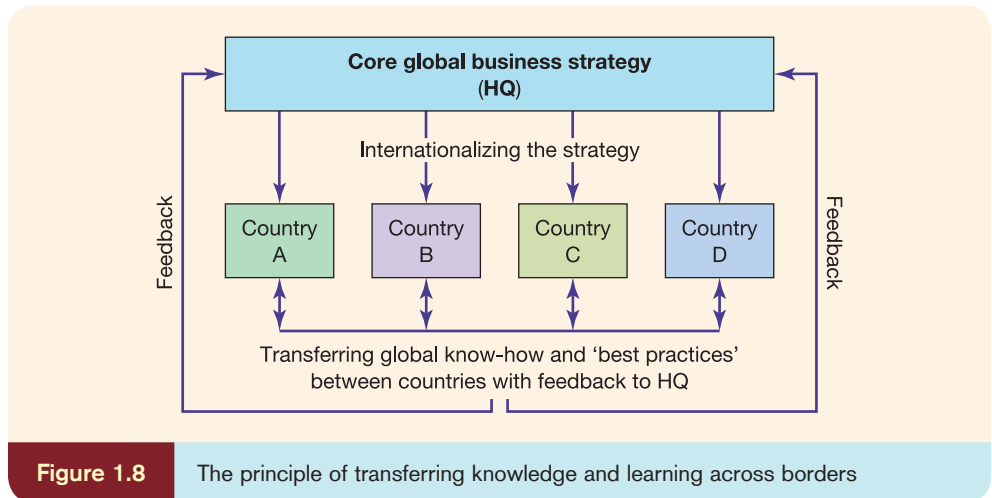 Core global business strategy
(HQ)
Internationalizing the strategy
Feedback
Country
A
Country
B
Country
C
Country
D
Feedback
Transferring global know-how and ‘best practices’
between countries with feedback to HQ
Figure 1.8 The principle of transferring knowledge and learning across borders